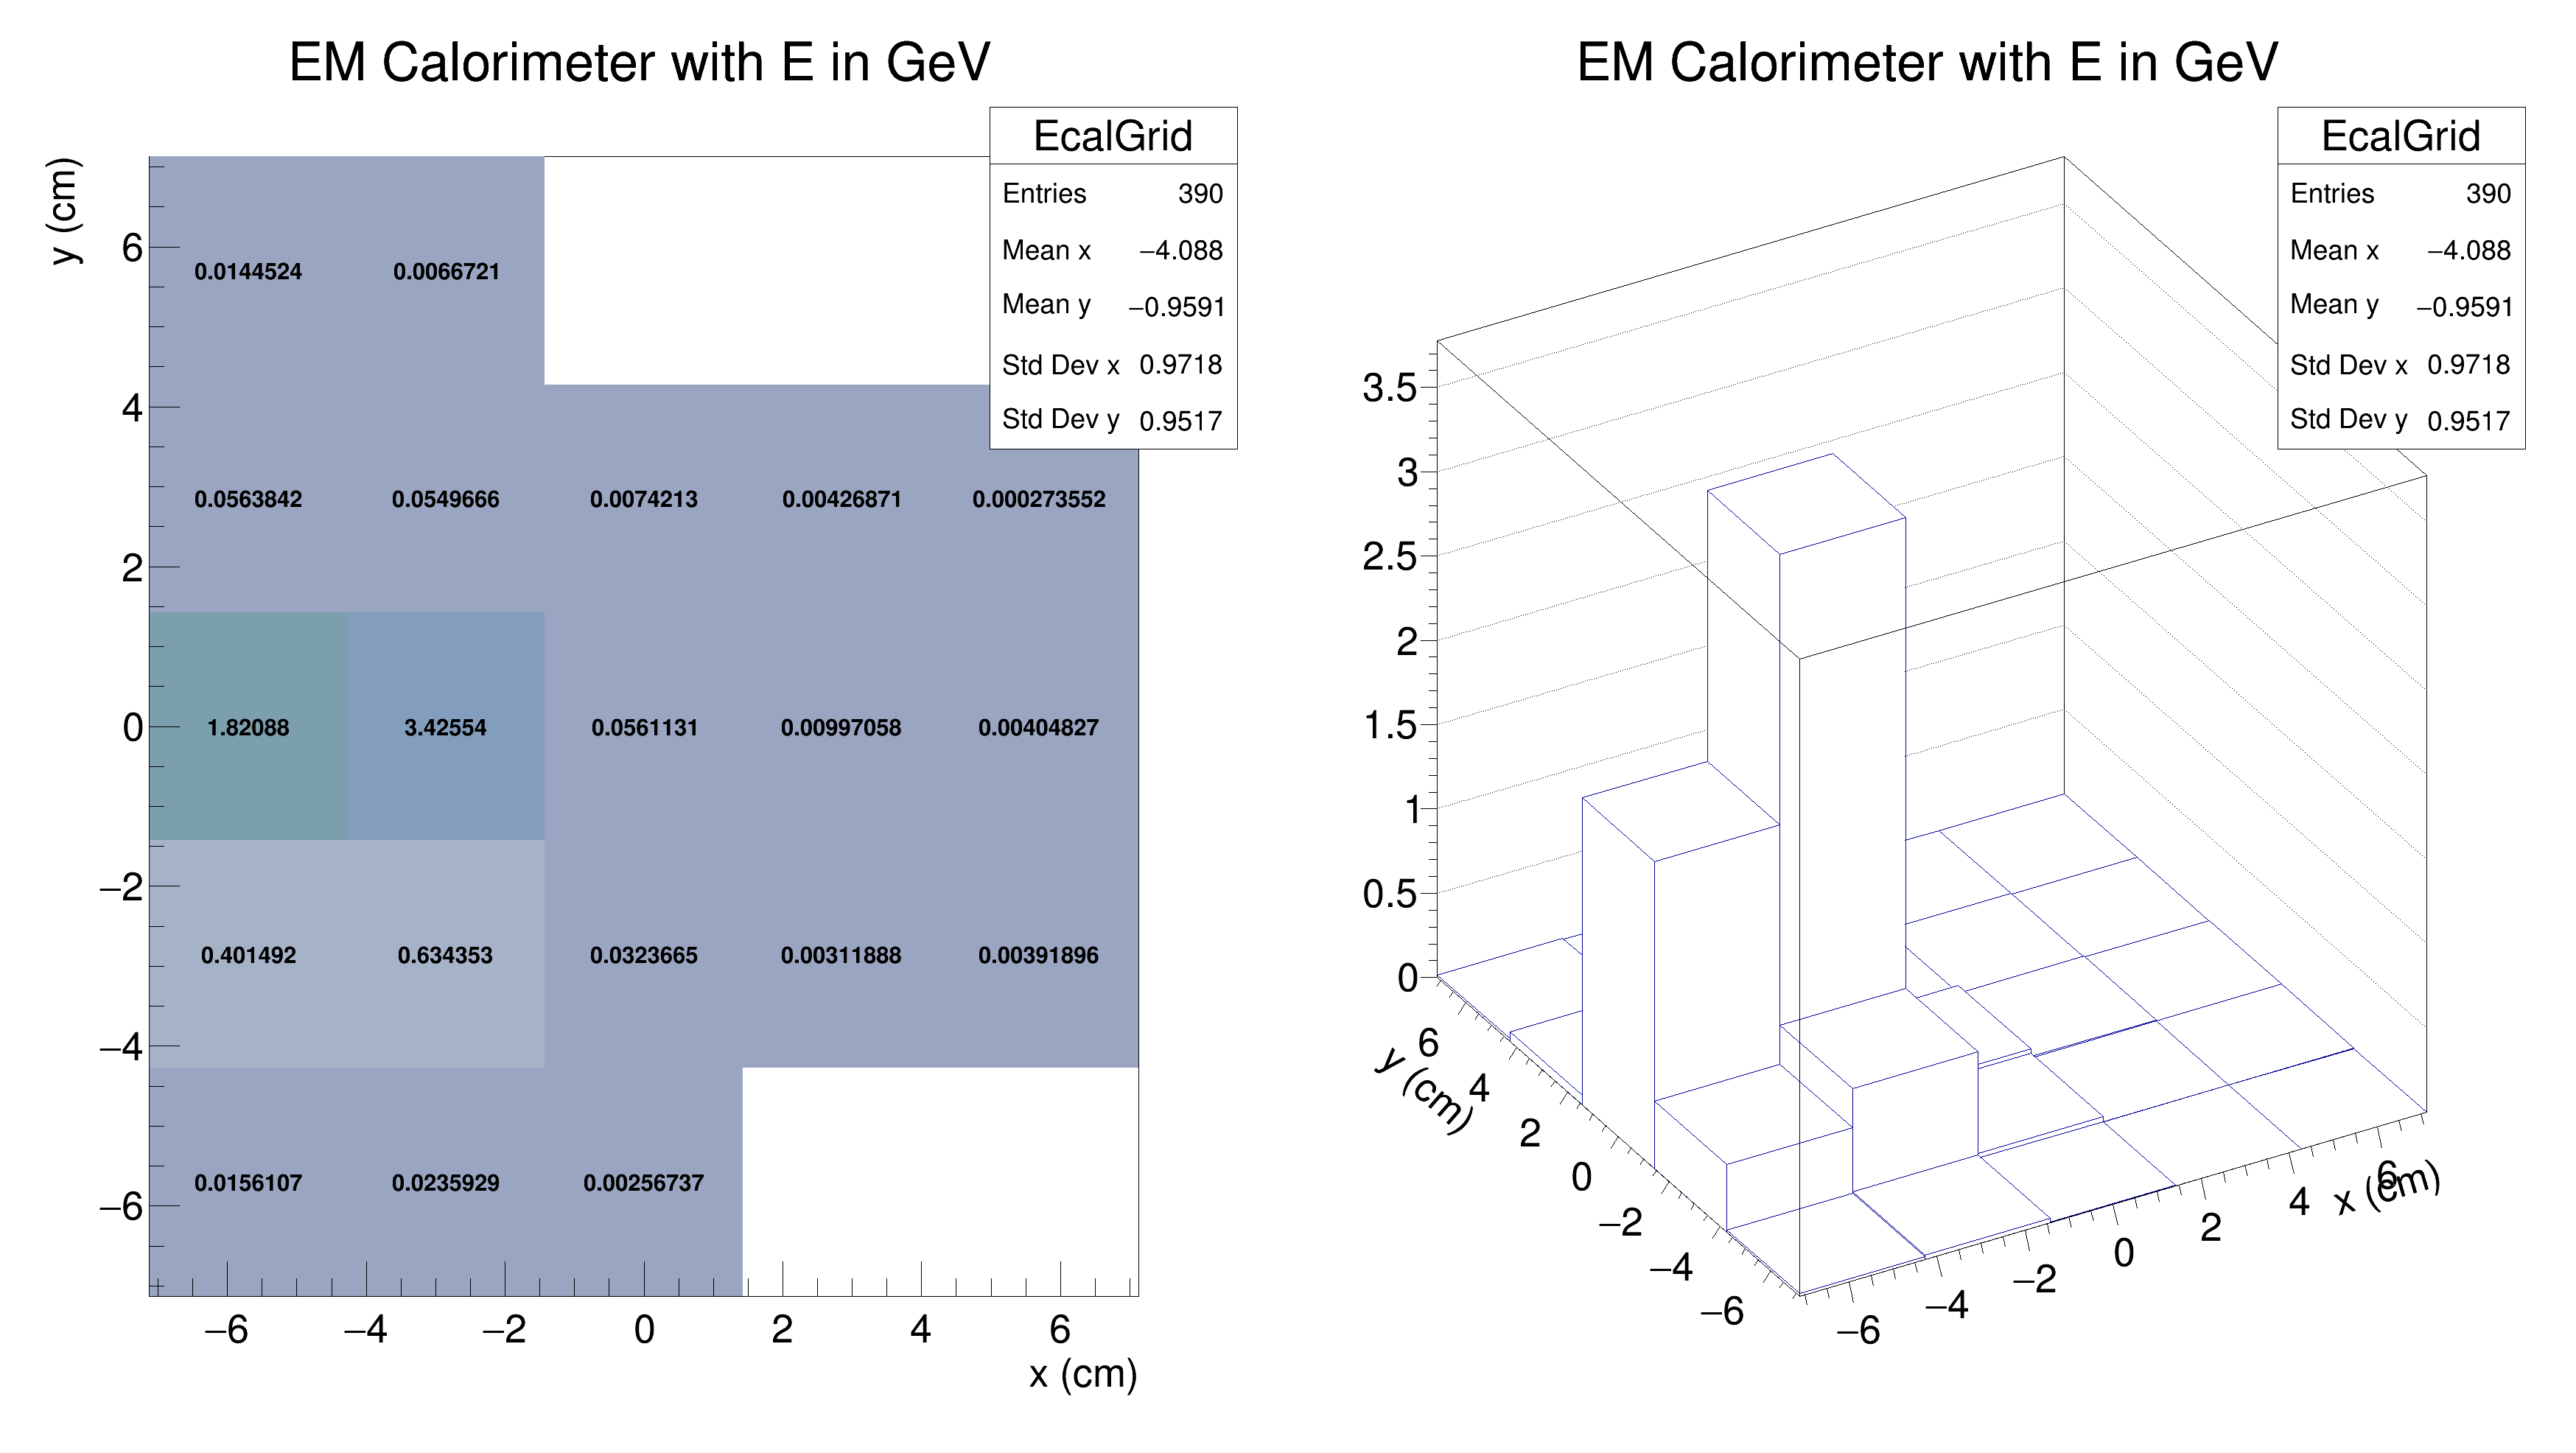 EM Calorimeter with E in GeV
EcalGrid
Entries 390
Mean x −4.088
Mean y −0.9591
Std Dev x 0.9718
Std Dev y 0.9517
y (cm)
6
4
2
0
−2
−4
−6
0.0144524 0.0066721
0.0563842 0.0549666 0.0074213 0.00426871 0.000273552
1.82088 3.42554 0.0561131 0.00997058 0.00404827
0.401492 0.634353 0.0323665 0.00311888 0.00391896
0.0156107 0.0235929 0.00256737
−6 −4 −2 0 2 4 6
x (cm)
EM Calorimeter with E in GeV
EcalGrid
Entries 390
Mean x −4.088
Mean y −0.9591
Std Dev x 0.9718
Std Dev y 0.9517
3.5
3
2.5
2
1.5
1
0.5
0
y (cm)
6
4
2
0
−2
−4
−6
−6 −4 −2 0 2 4 6
x (cm)